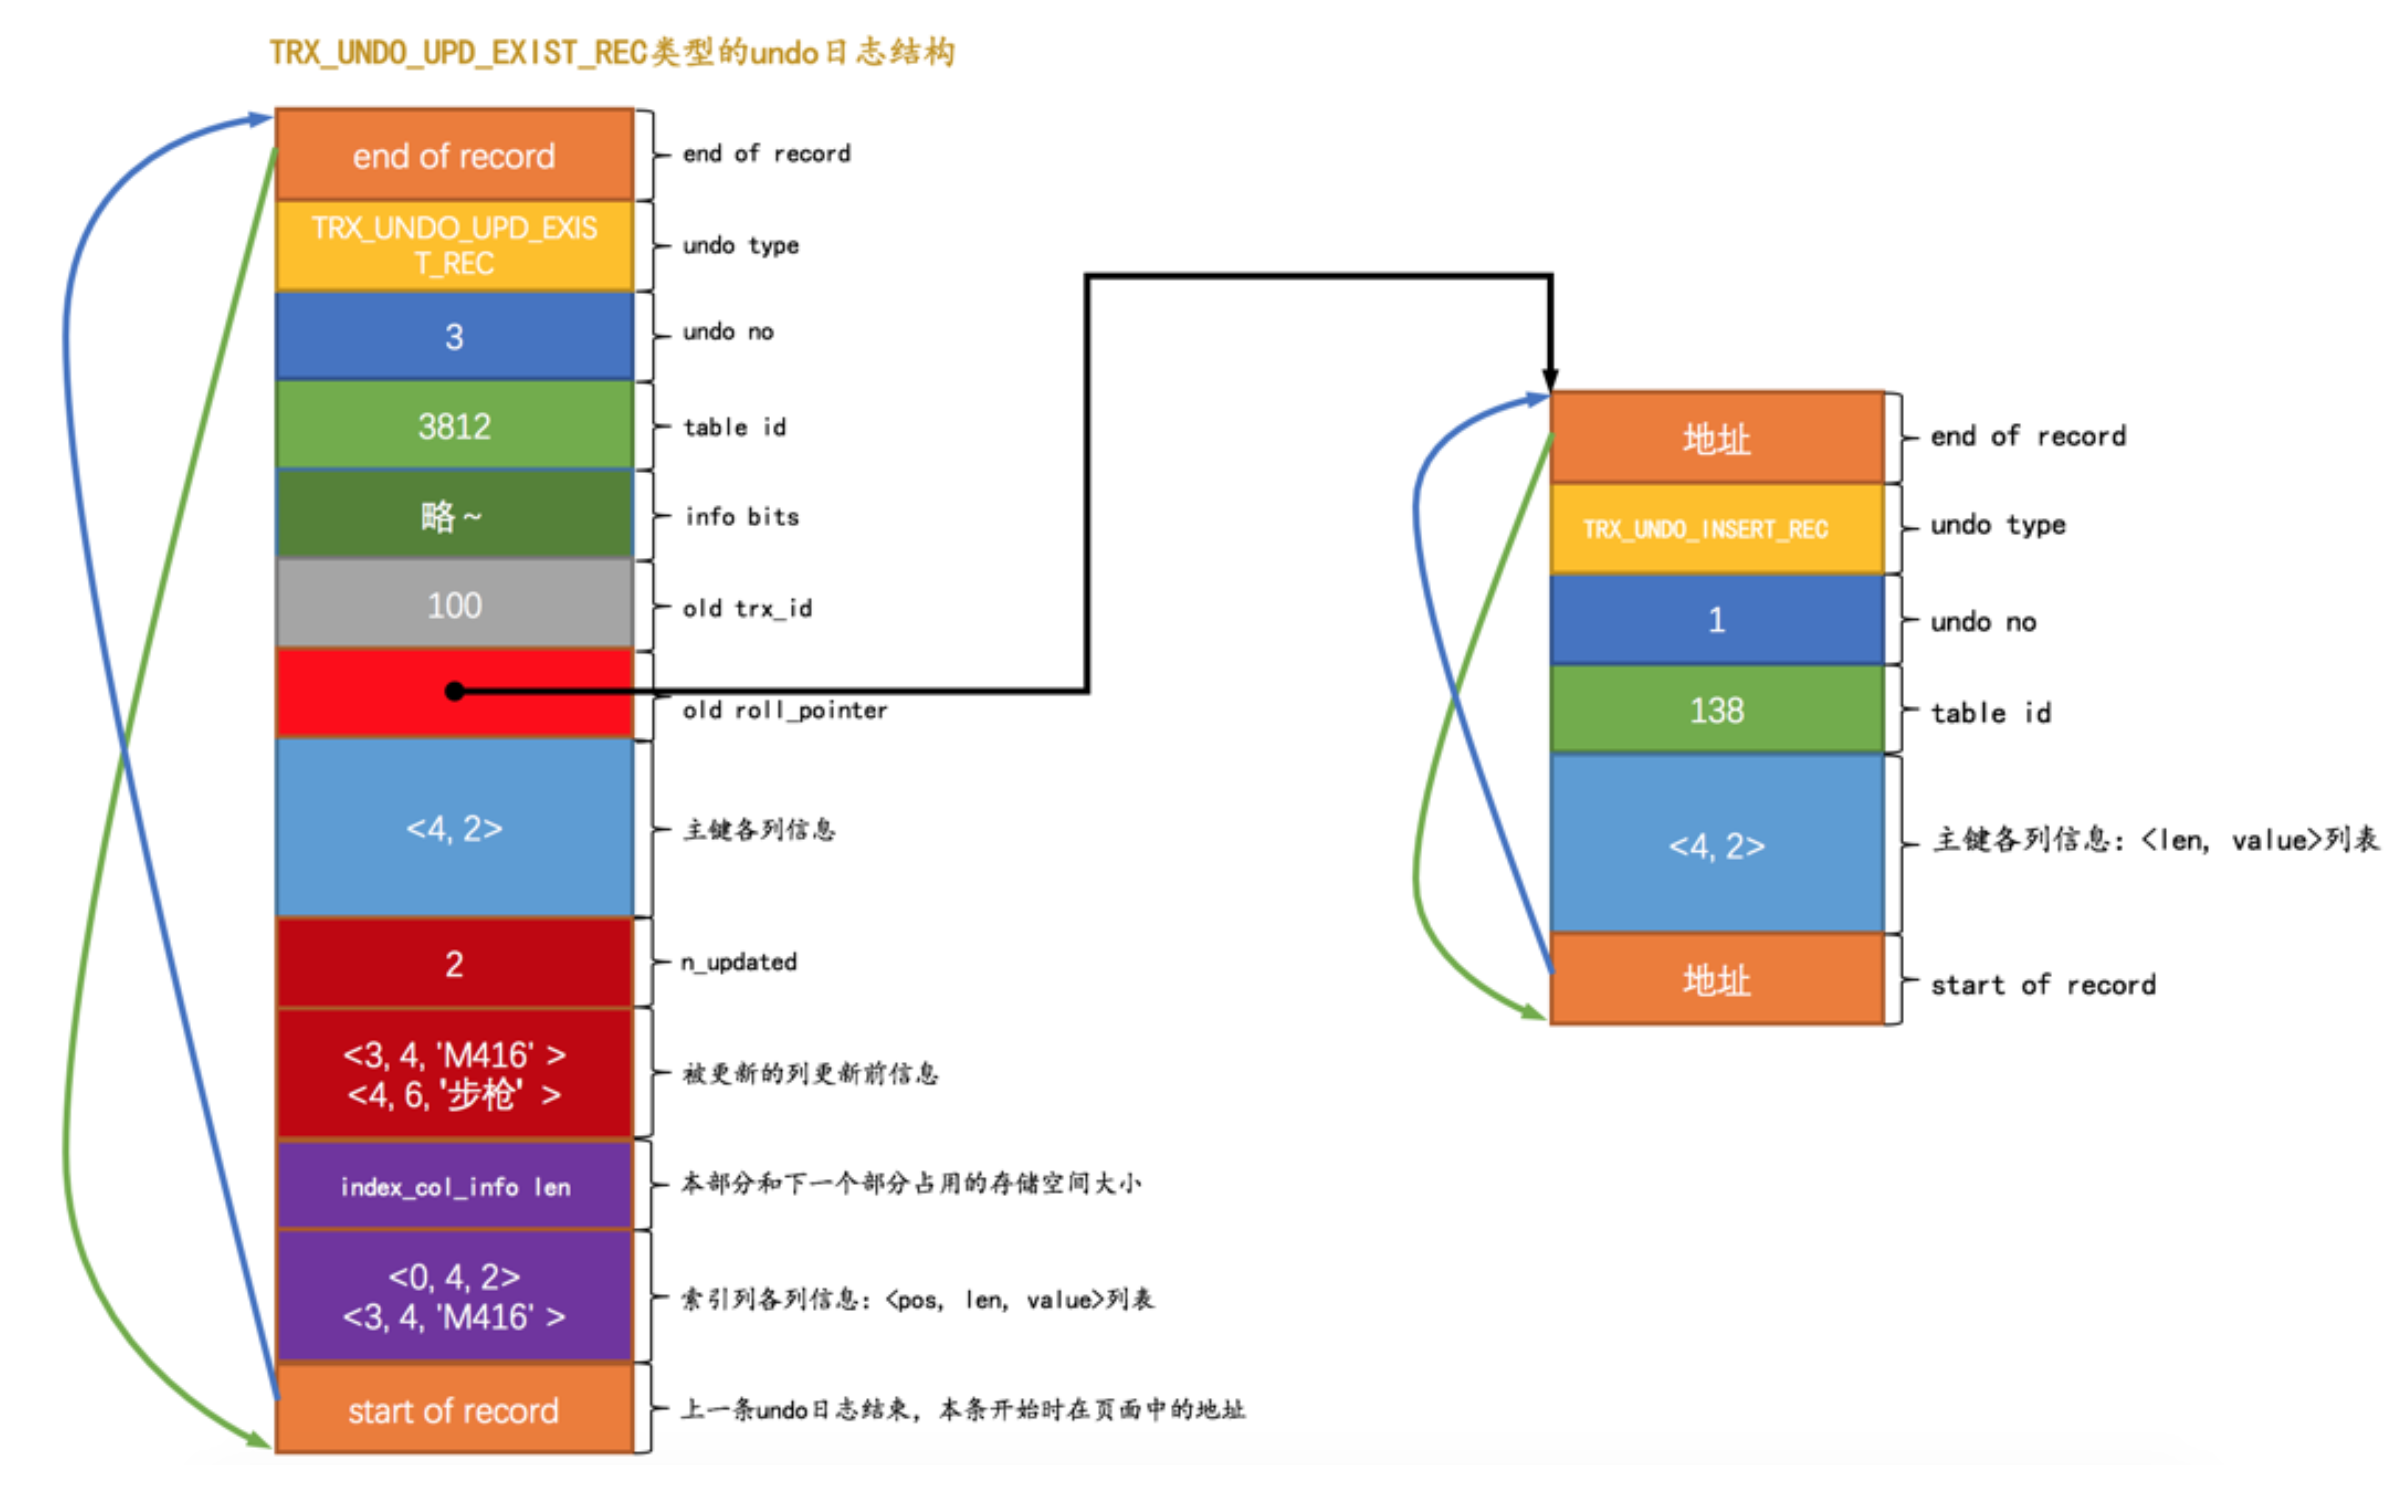 TRX_UNDO_UPD_EXIST_REC类型的undo日志结构
end of record
end of record
TRX_UNDO_UPD_EXIS
T_REC
undo type
3
undo no
3812
table id
略~
info bits
100
old trx_id
old roll_pointer
<4, 2>
主键各列信息
2
n_updated
<3, 4, 'M416' >
<4, 6, '步枪' >
被更新的列更新前信息
index_col_info len
本部分和下一个部分占用的存储空间大小
<0, 4, 2>
<3, 4, 'M416' >
索引列各列信息: <pos, len, value>列表
start of record
上一条undo日志结束, 本条开始时在页面中的地址
地址
end of record
TRX_UNDO_INSERT_REC
undo type
1
undo no
138
table id
<4, 2>
主键各列信息: <len, value>列表
地址
start of record